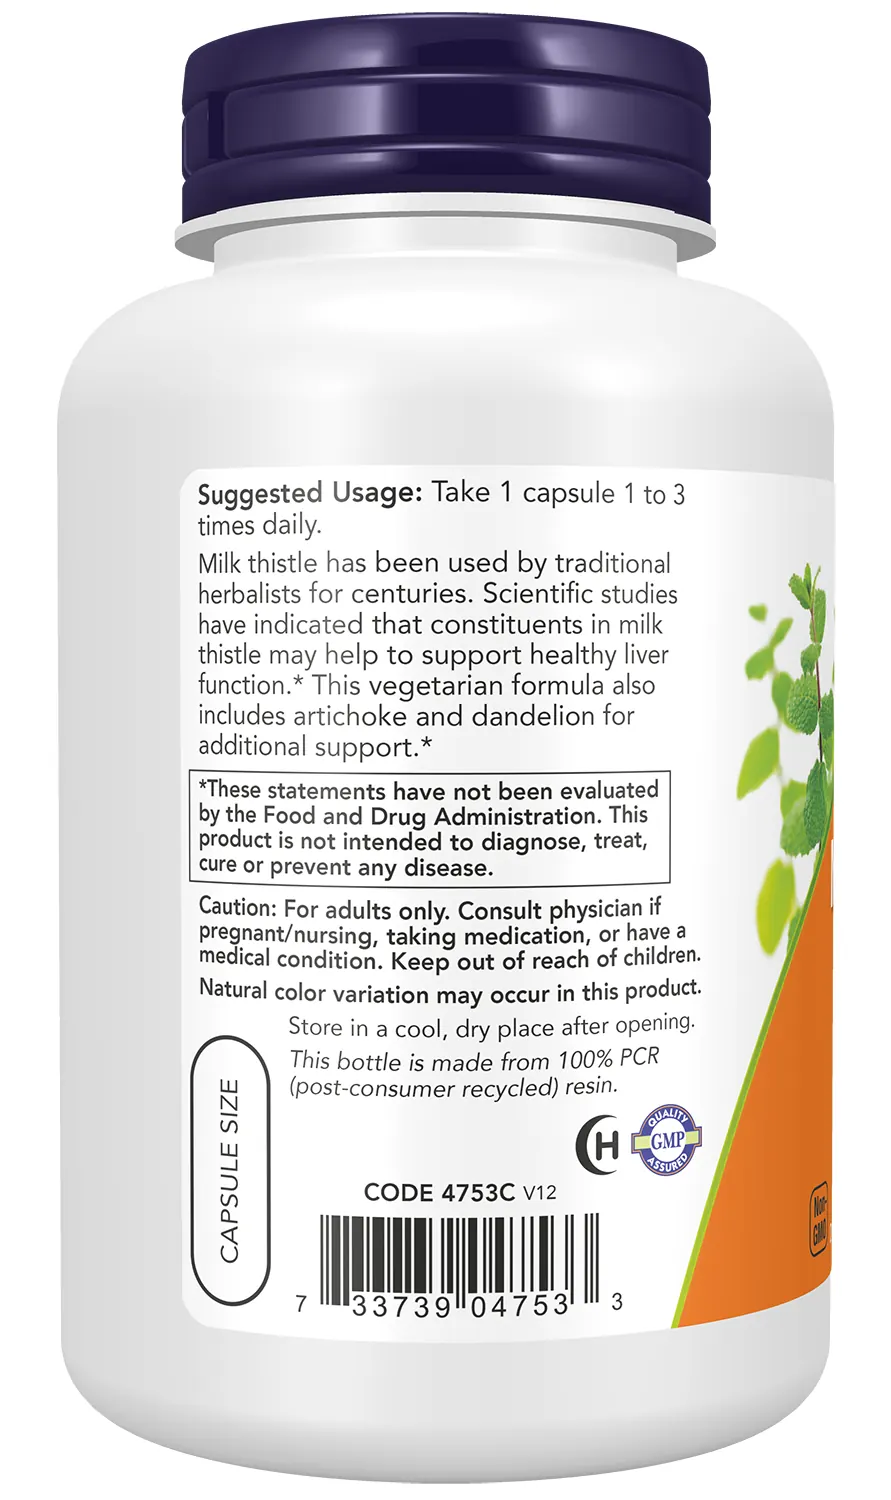 Suggested Usage: Take 1 capsule 1 to 3
times daily.
Milk thistle has been used by traditional
herbalists for centuries. Scientific studies
have indicated that constituents in milk
thistle may help to support healthy liver
function.* This vegetarian formula also
includes artichoke and dandelion for
additional support.*
*These statements have not been evaluated
by the Food and Drug Administration. This
product is not intended to diagnose, treat,
cure or prevent any disease.
Caution: For adults only. Consult physician if
pregnant/nursing, taking medication, or have a
medical condition. Keep out of reach of children.
Natural color variation may occur in this product.
Store in a cool, dry place after opening.
This bottle is made from 100% PCR
(post-consumer recycled) resin.
CAPSULE SIZE
H
QUALITY
GMP
ASSURED
CODE 4753C V12
7 33739 04753 3
Non-
GMO